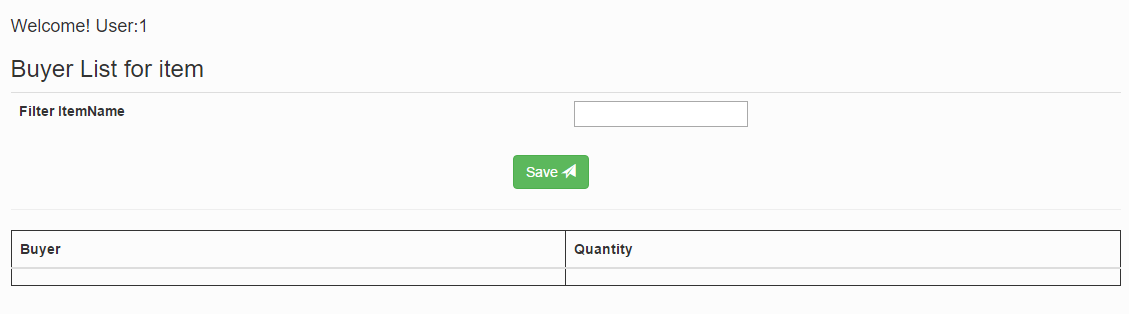 Welcome! User:1
Buyer List for item
Filter ItemName
Save
Buyer Quantity